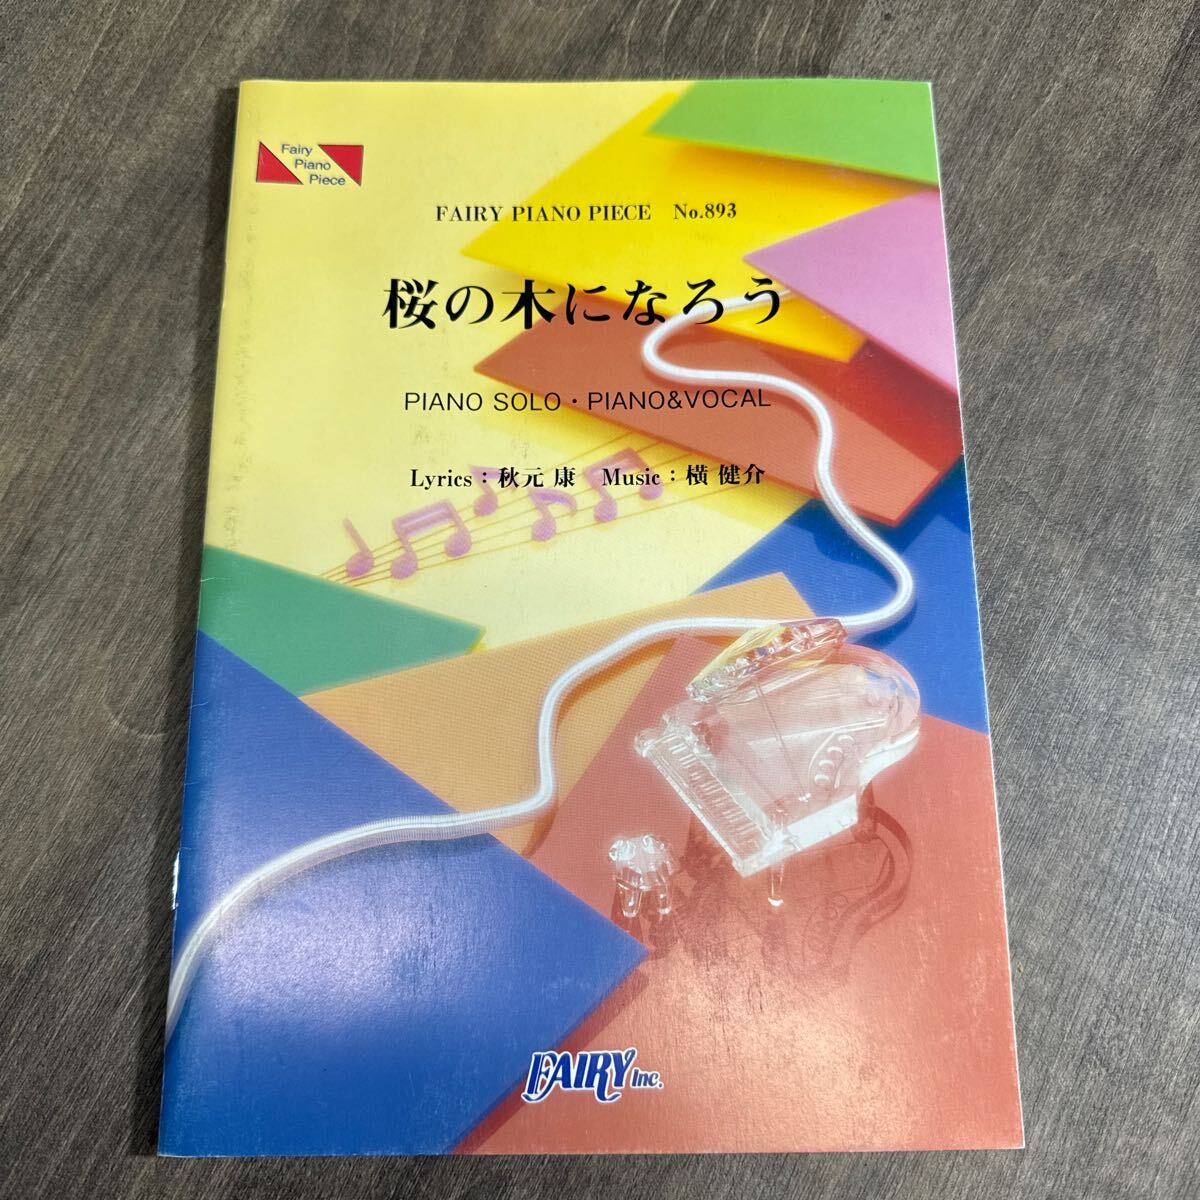 Fairy
Piano
Piece
FAIRY PIANO PIECE No.893
桜の木になろう
PIANO SOLO・PIANO&VOCAL
Lyrics：秋元 康 Music：横 健介
FAIRY Inc.